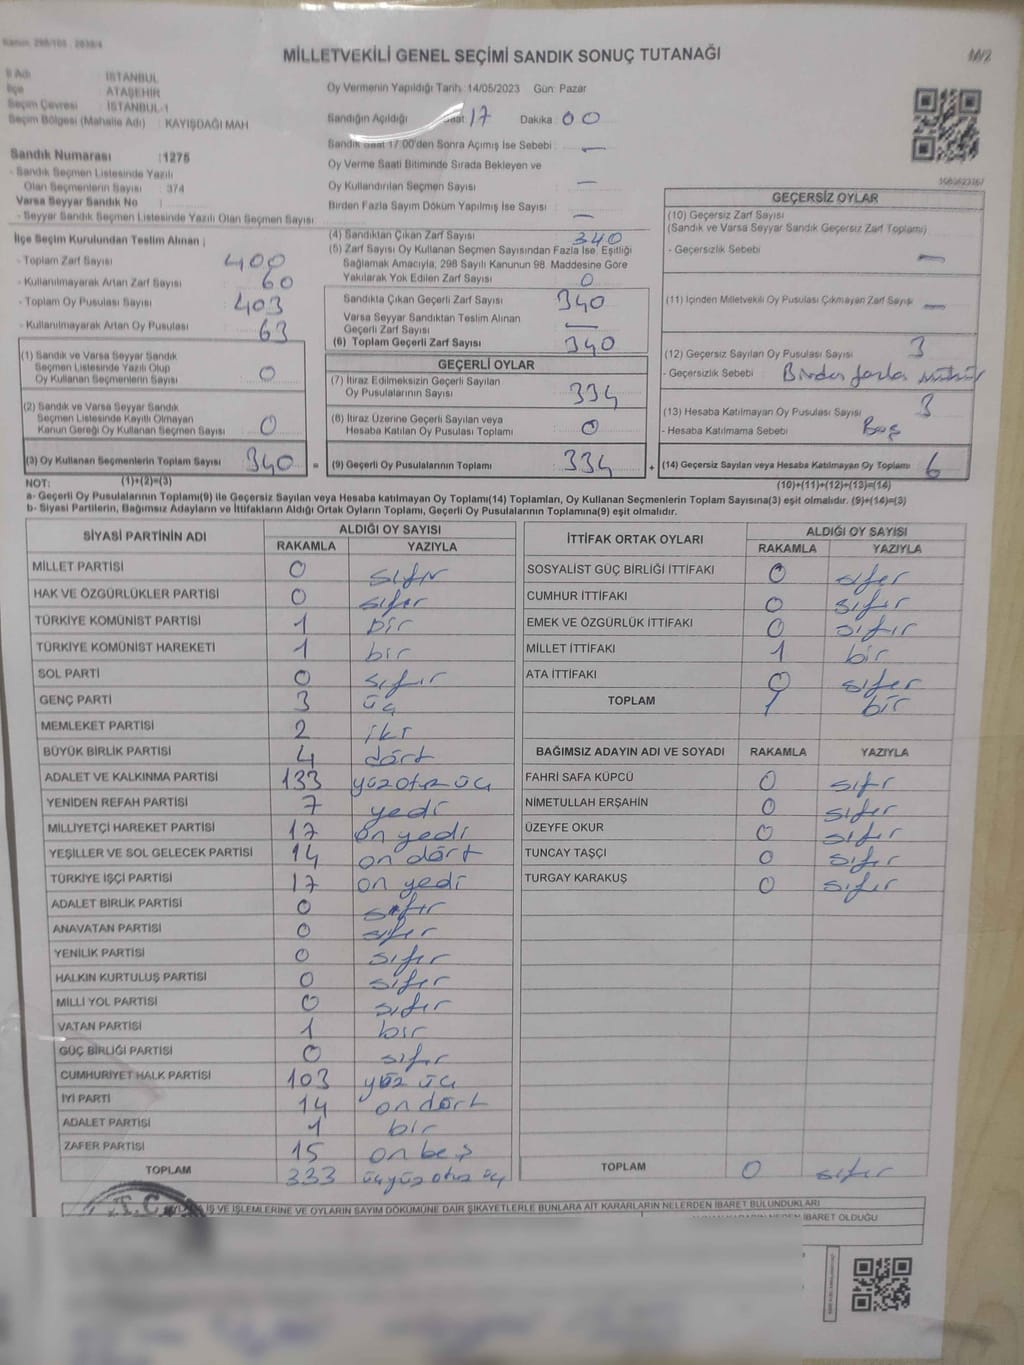 Kanun, 298/105 : 2839/4
MİLLETVEKİLİ GENEL SEÇİMİ SANDIK SONUÇ TUTANAĞI
İl Adı : İSTANBUL
İlçe : ATAŞEHİR
Seçim Çevresi : İSTANBUL-1
Seçim Bölgesi (Mahalle Adı) : KAYIŞDAĞI MAH
Oy Vermenin Yapıldığı Tarih: 14/05/2023 Gün: Pazar
Sandığın Açıldığı Saat : 17 Dakika : 00
Sandık Saat 17.00'den Sonra Açımış İse Sebebi : —
Oy Verme Saati Bitiminde Sırada Bekleyen ve
Oy Kullandırılan Seçmen Sayısı : —
Birden Fazla Sayım Döküm Yapılmış İse Sayısı : —
Sandık Numarası : 1275
- Sandık Seçmen Listesinde Yazılı
Olan Seçmenlerin Sayısı : 374
Varsa Seyyar Sandık No :
- Seyyar Sandık Seçmen Listesinde Yazılı Olan Seçmen Sayısı :
İlçe Seçim Kurulundan Teslim Alınan ;
- Toplam Zarf Sayısı : 400
- Kullanılmayarak Artan Zarf Sayısı : 60
- Toplam Oy Pusulası Sayısı : 403
- Kullanılmayarak Artan Oy Pusulası : 63
(1) Sandık ve Varsa Seyyar Sandık
Seçmen Listesinde Yazılı Olup
Oy Kullanan Seçmenlerin Sayısı : 0
(2) Sandık ve Varsa Seyyar Sandık
Seçmen Listesinde Kayıtlı Olmayan
Kanun Gereği Oy Kullanan Seçmen Sayısı : 0
(3) Oy Kullanan Seçmenlerin Toplam Sayısı : 340 =
(1)+(2)=(3)
(4) Sandıktan Çıkan Zarf Sayısı : 340
(5) Zarf Sayısı Oy Kullanan Seçmen Sayısından Fazla İse, Eşitliği
Sağlamak Amacıyla, 298 Sayılı Kanunun 98. Maddesine Göre
Yakılarak Yok Edilen Zarf Sayısı : 0
Sandıkta Çıkan Geçerli Zarf Sayısı : 340
Varsa Seyyar Sandıktan Teslim Alınan
Geçerli Zarf Sayısı : —
(6) Toplam Geçerli Zarf Sayısı : 340
GEÇERLİ OYLAR
(7) İtiraz Edilmeksizin Geçerli Sayılan
Oy Pusulalarının Sayısı : 334
(8) İtiraz Üzerine Geçerli Sayılan veya
Hesaba Katılan Oy Pusulası Toplamı : 0
(9) Geçerli Oy Pusulalarının Toplamı : 334 +
GEÇERSİZ OYLAR
(10) Geçersiz Zarf Sayısı
(Sandık ve Varsa Seyyar Sandık Geçersiz Zarf Toplamı)
- Geçersizlik Sebebi : —
(11) İçinden Milletvekili Oy Pusulası Çıkmayan Zarf Sayısı : —
(12) Geçersiz Sayılan Oy Pusulası Sayısı : 3
- Geçersizlik Sebebi : Birden fazla mühür
(13) Hesaba Katılmayan Oy Pusulası Sayısı : 3
- Hesaba Katılmama Sebebi : Boş
(14) Geçersiz Sayılan veya Hesaba Katılmayan Oy Toplamı : 6
(10)+(11)+(12)+(13)=(14)
NOT:
a- Geçerli Oy Pusulalarının Toplamı(9) ile Geçersiz Sayılan veya Hesaba katılmayan Oy Toplamı(14) Toplamları, Oy Kullanan Seçmenlerin Toplam Sayısına(3) eşit olmalıdır. (9)+(14)=(3)
b- Siyasi Partilerin, Bağımsız Adayların ve İttifakların Aldığı Ortak Oyların Toplamı, Geçerli Oy Pusulalarının Toplamına(9) eşit olmalıdır.
SİYASİ PARTİNİN ADI ALDIĞI OY SAYISI
RAKAMLA YAZIYLA
MİLLET PARTİSİ 0 sıfır
HAK VE ÖZGÜRLÜKLER PARTİSİ 0 sıfır
TÜRKİYE KOMÜNİST PARTİSİ 1 bir
TÜRKİYE KOMÜNİST HAREKETİ 1 bir
SOL PARTİ 0 sıfır
GENÇ PARTİ 3 üç
MEMLEKET PARTİSİ 2 iki
BÜYÜK BİRLİK PARTİSİ 4 dört
ADALET VE KALKINMA PARTİSİ 133 yüz otuz üç
YENİDEN REFAH PARTİSİ 7 yedi
MİLLİYETÇİ HAREKET PARTİSİ 17 on yedi
YEŞİLLER VE SOL GELECEK PARTİSİ 14 on dört
TÜRKİYE İŞÇİ PARTİSİ 17 on yedi
ADALET BİRLİK PARTİSİ 0 sıfır
ANAVATAN PARTİSİ 0 sıfır
YENİLİK PARTİSİ 0 sıfır
HALKIN KURTULUŞ PARTİSİ 0 sıfır
MİLLİ YOL PARTİSİ 0 sıfır
VATAN PARTİSİ 1 bir
GÜÇ BİRLİĞİ PARTİSİ 0 sıfır
CUMHURİYET HALK PARTİSİ 103 yüz üç
İYİ PARTİ 14 on dört
ADALET PARTİSİ 1 bir
ZAFER PARTİSİ 15 on beş
TOPLAM 333 üçyüz otuz üç
İTTİFAK ORTAK OYLARI ALDIĞI OY SAYISI
RAKAMLA YAZIYLA
SOSYALİST GÜÇ BİRLİĞİ İTTİFAKI 0 sıfır
CUMHUR İTTİFAKI 0 sıfır
EMEK VE ÖZGÜRLÜK İTTİFAKI 0 sıfır
MİLLET İTTİFAKI 1 bir
ATA İTTİFAKI 0 sıfır
TOPLAM 1 bir
BAĞIMSIZ ADAYIN ADI VE SOYADI RAKAMLA YAZIYLA
FAHRİ SAFA KÜPCÜ 0 sıfır
NİMETULLAH ERŞAHİN 0 sıfır
ÜZEYFE OKUR 0 sıfır
TUNCAY TAŞÇI 0 sıfır
TURGAY KARAKUŞ 0 sıfır
TOPLAM 0 sıfır
T.C.
İŞ VE İŞLEMLERİNE VE OYLARIN SAYIM DÖKÜMÜNE DAİR ŞİKAYETLERLE BUNLARA AİT KARARLARIN NELERDEN İBARET BULUNDUKLARI
İBARET OLDUĞU